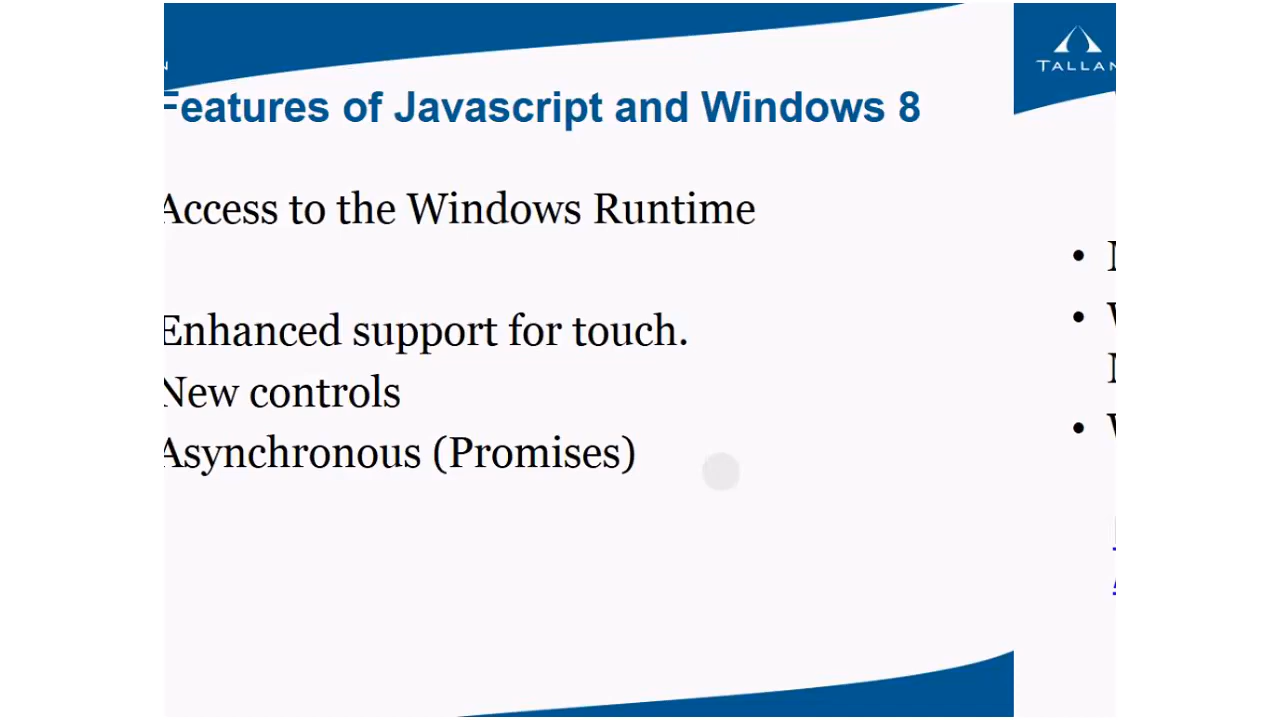 Features of Javascript and Windows 8
Access to the Windows Runtime
Enhanced support for touch.
New controls
Asynchronous (Promises)
TALLAN